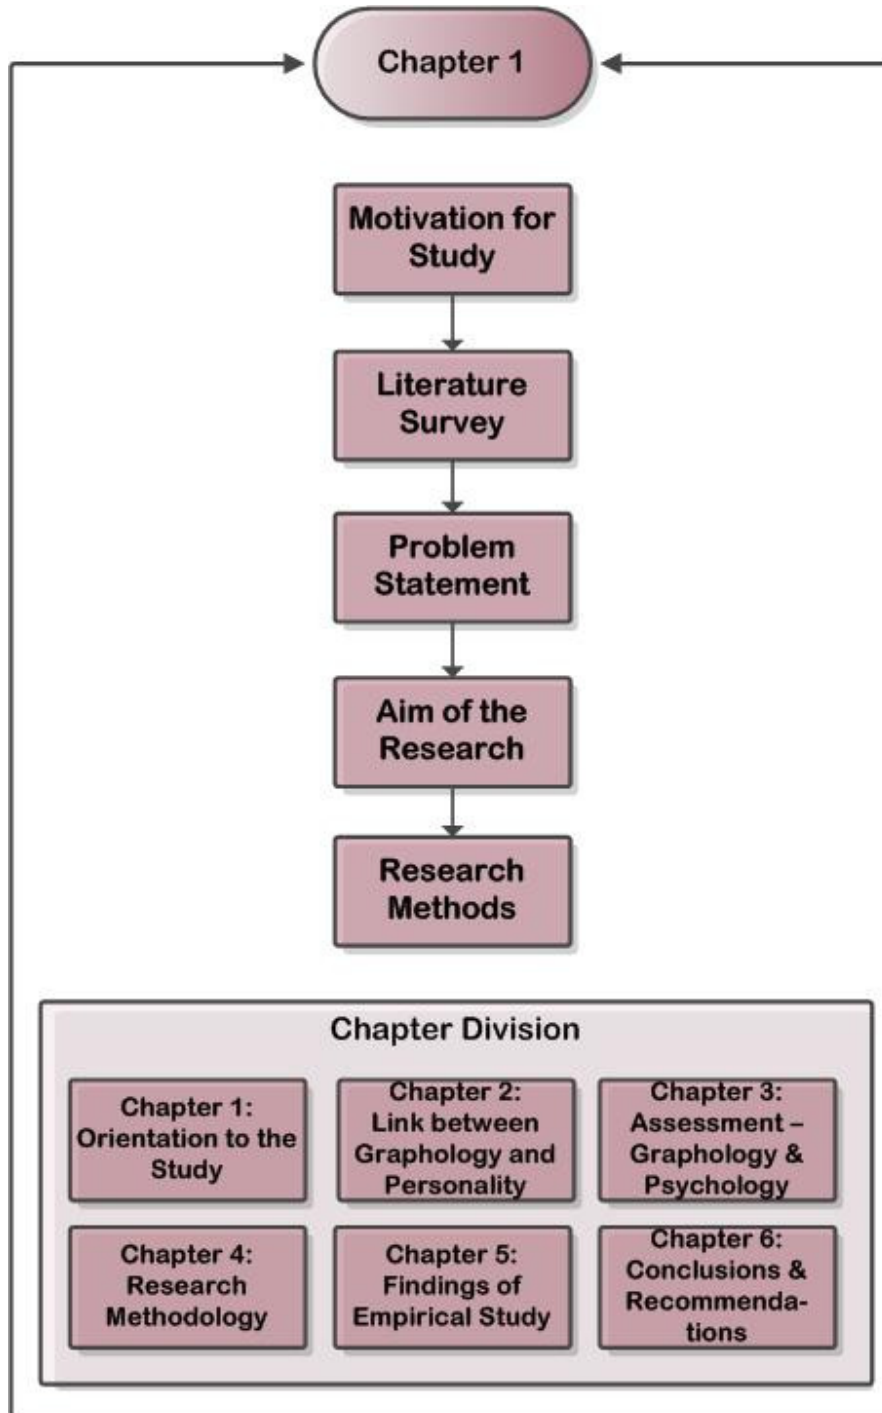 Chapter 1
Motivation for
Study
Literature
Survey
Problem
Statement
Aim of the
Research
Research
Methods
Chapter Division
Chapter 1:
Orientation to the
Study
Chapter 2:
Link between
Graphology and
Personality
Chapter 3:
Assessment –
Graphology &
Psychology
Chapter 4:
Research
Methodology
Chapter 5:
Findings of
Empirical Study
Chapter 6:
Conclusions &
Recommenda-
tions